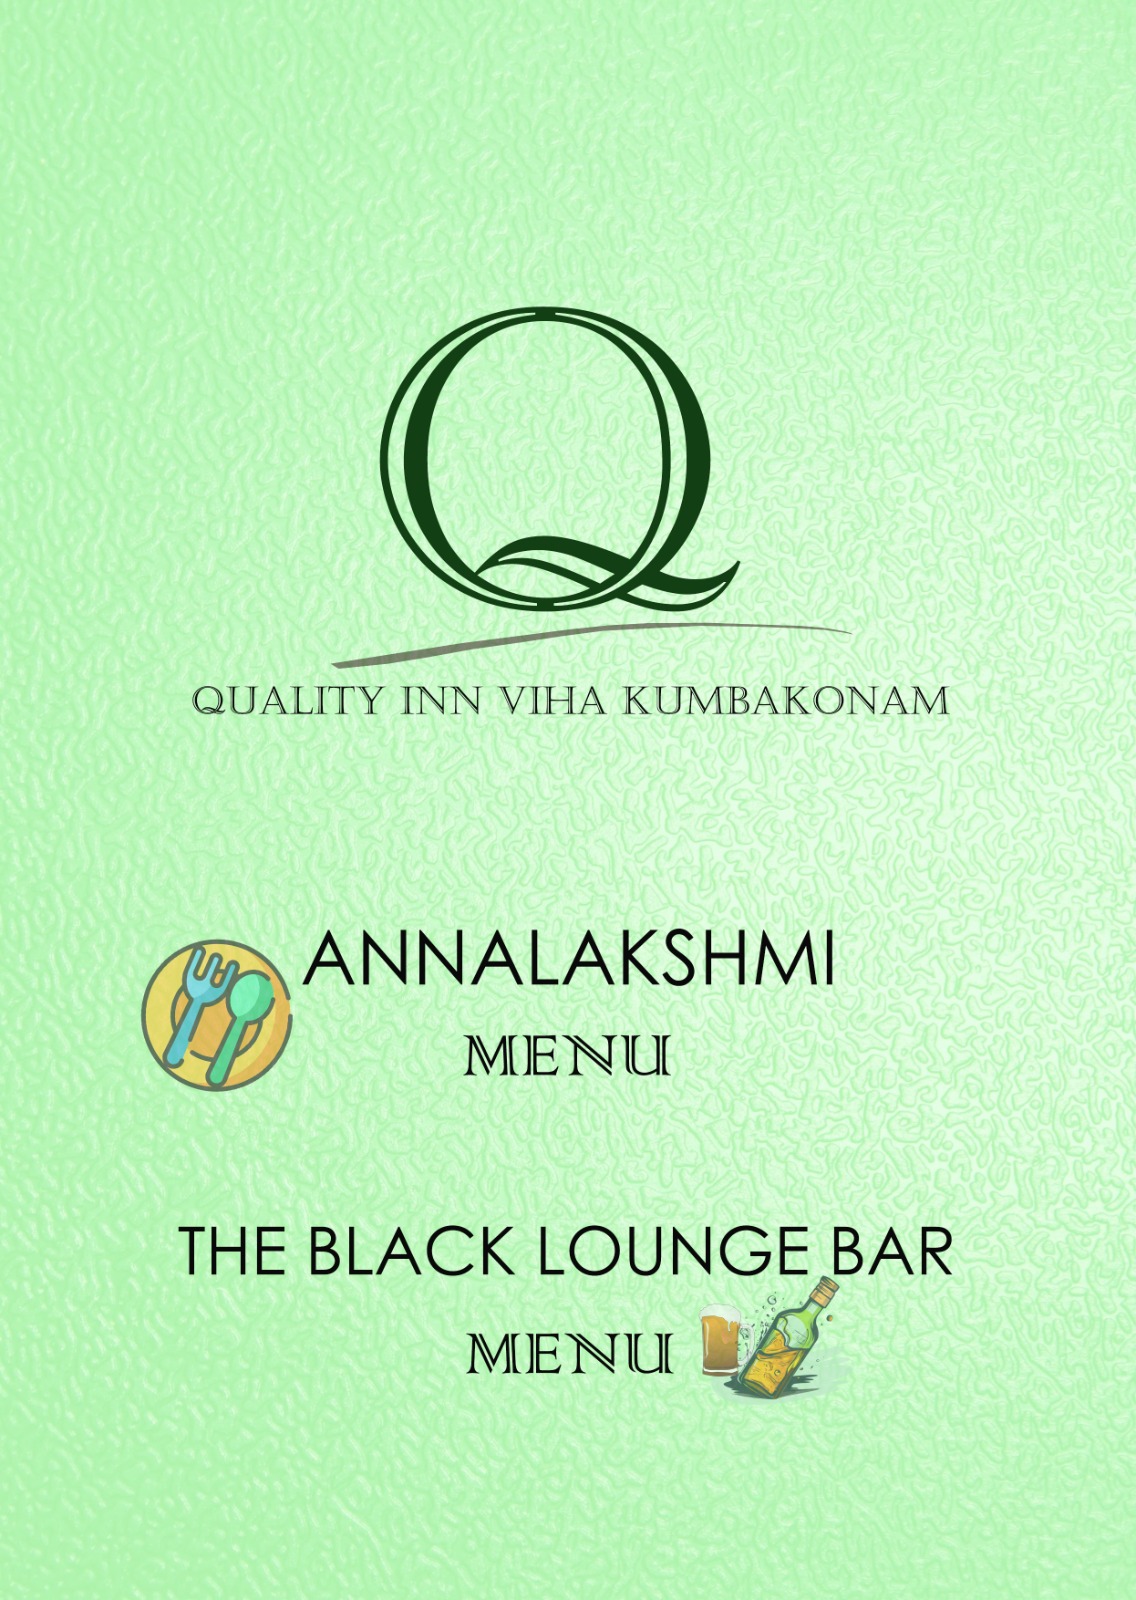 Q
QUALITY INN VIHA KUMBAKONAM
ANNALAKSHMI
MENU
THE BLACK LOUNGE BAR
MENU